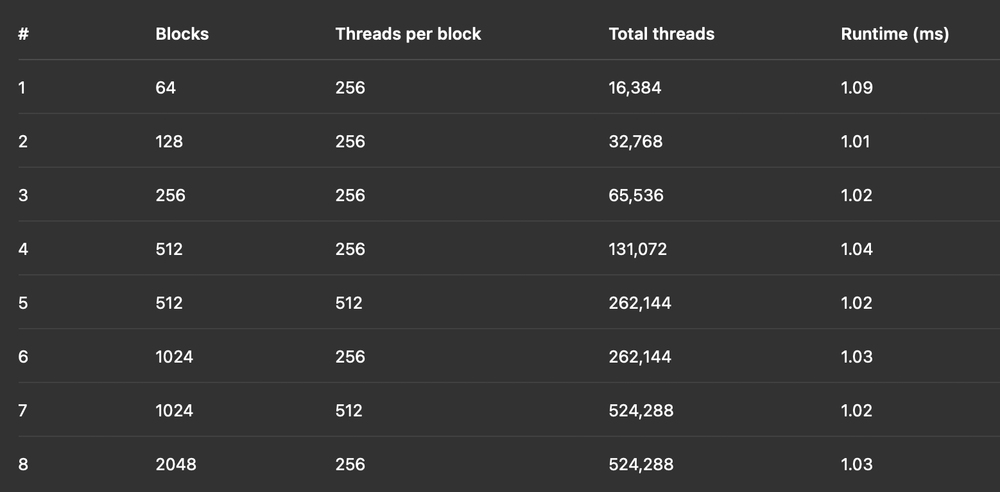 # Blocks Threads per block Total threads Runtime (ms)
1 64 256 16,384 1.09
2 128 256 32,768 1.01
3 256 256 65,536 1.02
4 512 256 131,072 1.04
5 512 512 262,144 1.02
6 1024 256 262,144 1.03
7 1024 512 524,288 1.02
8 2048 256 524,288 1.03